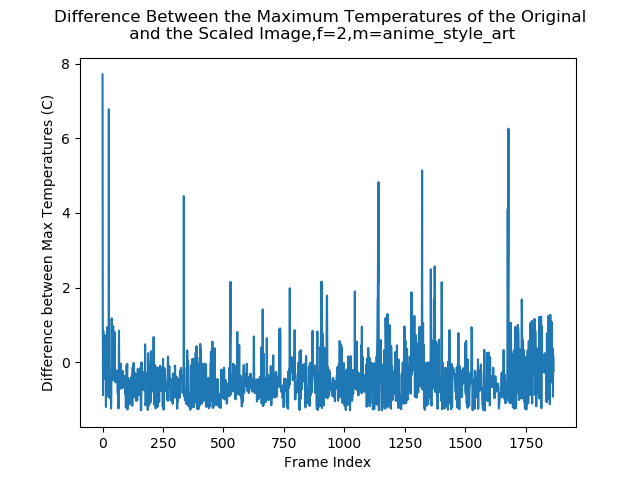 Difference Between the Maximum Temperatures of the Original
and the Scaled Image,f=2,m=anime_style_art
8
6
4
2
0
Difference between Max Temperatures (C)
0 250 500 750 1000 1250 1500 1750
Frame Index